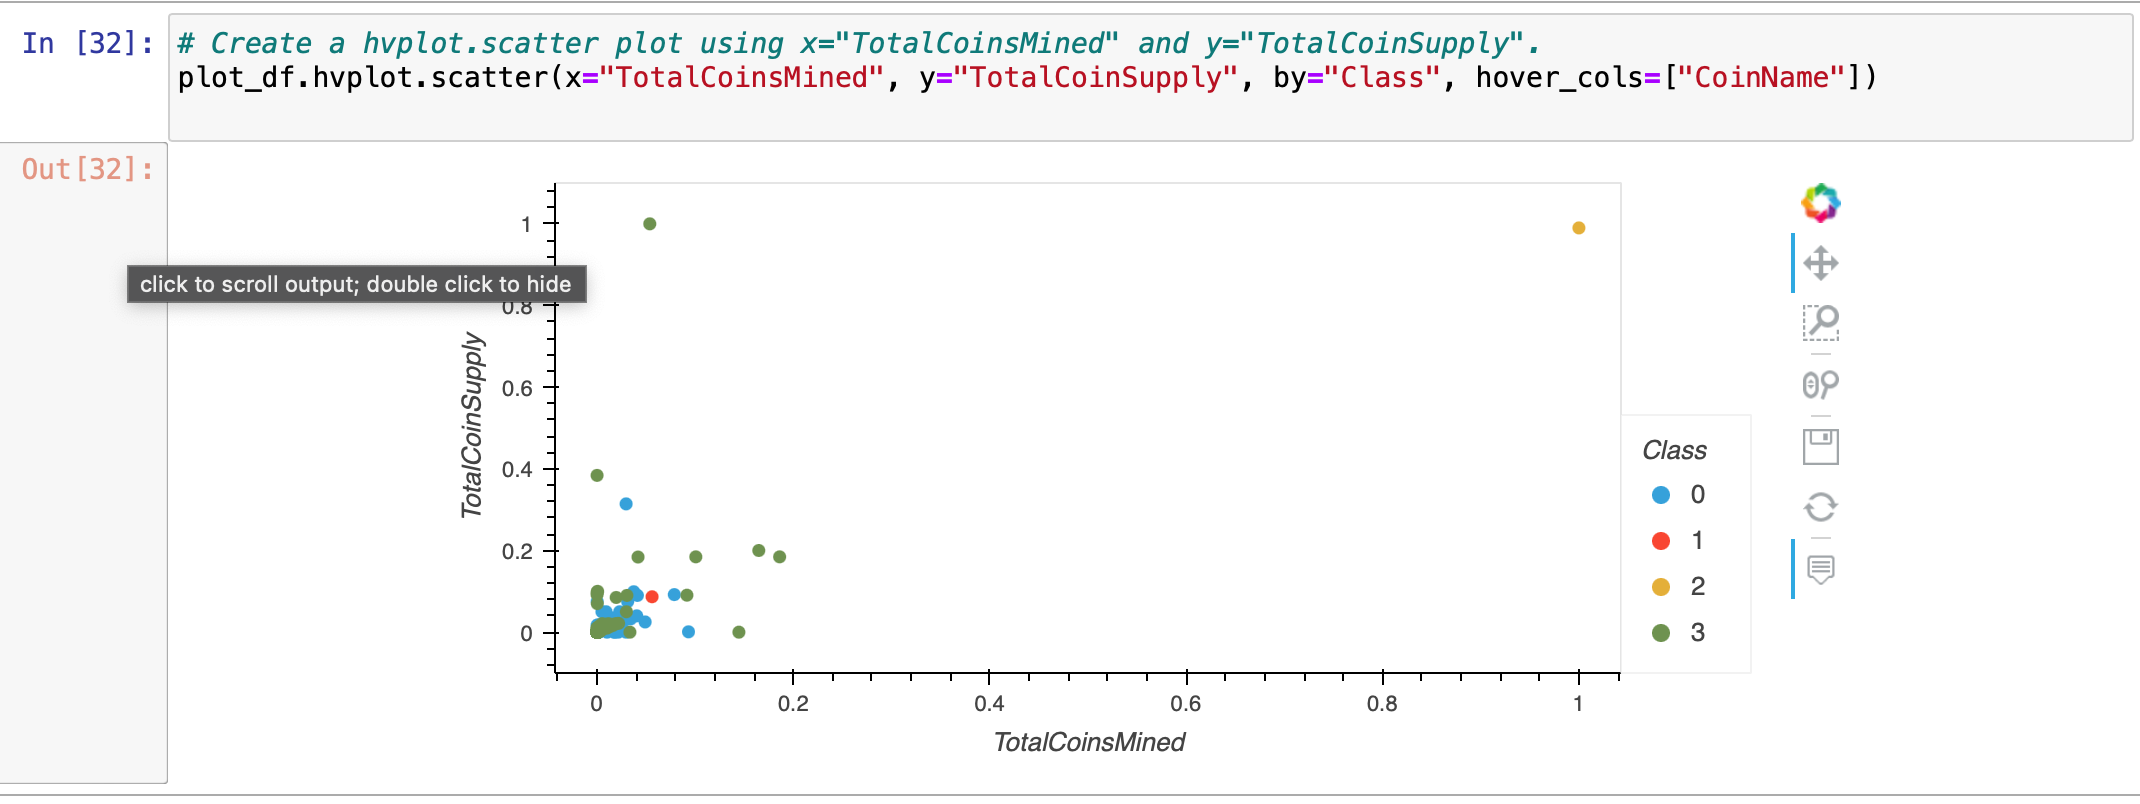 In [32]:
# Create a hvplot.scatter plot using x="TotalCoinsMined" and y="TotalCoinSupply".
plot_df.hvplot.scatter(x="TotalCoinsMined", y="TotalCoinSupply", by="Class", hover_cols=["CoinName"])
Out[32]:
click to scroll output; double click to hide
TotalCoinSupply
1
0.8
0.6
0.4
0.2
0
0 0.2 0.4 0.6 0.8 1
TotalCoinsMined
Class
0
1
2
3